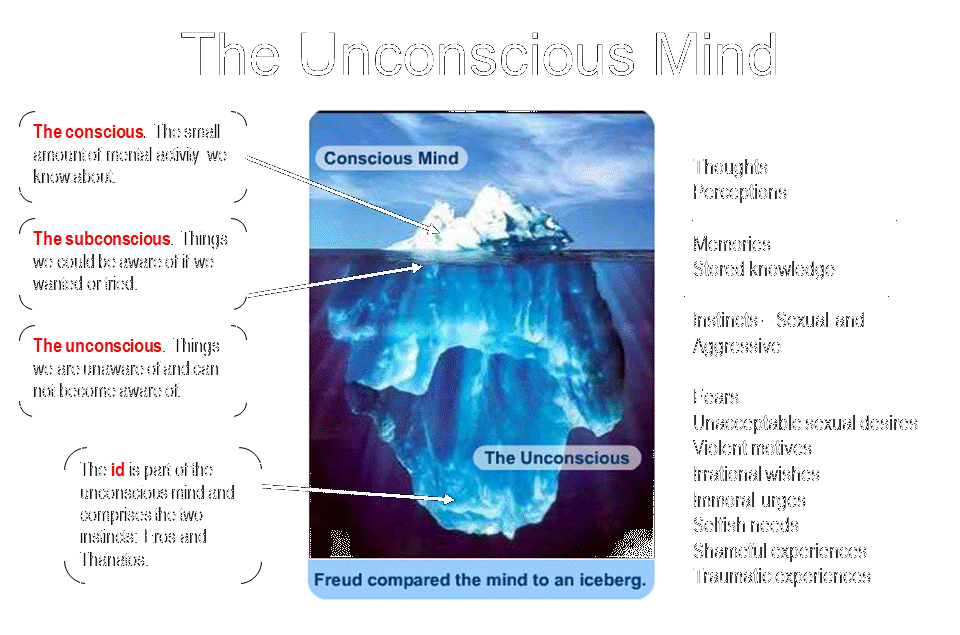 The Unconscious Mind
The conscious. The small
amount of mental activity we
know about.
The subconscious. Things
we could be aware of if we
wanted or tried.
The unconscious. Things
we are unaware of and can
not become aware of.
The id is part of the
unconscious mind and
comprises the two
instincts: Eros and
Thanatos.
Conscious Mind
The Unconscious
Freud compared the mind to an iceberg.
Thoughts
Perceptions
Memories
Stored knowledge
Instincts - Sexual and
Aggressive
Fears
Unacceptable sexual desires
Violent motives
Irrational wishes
Immoral urges
Selfish needs
Shameful experiences
Traumatic experiences